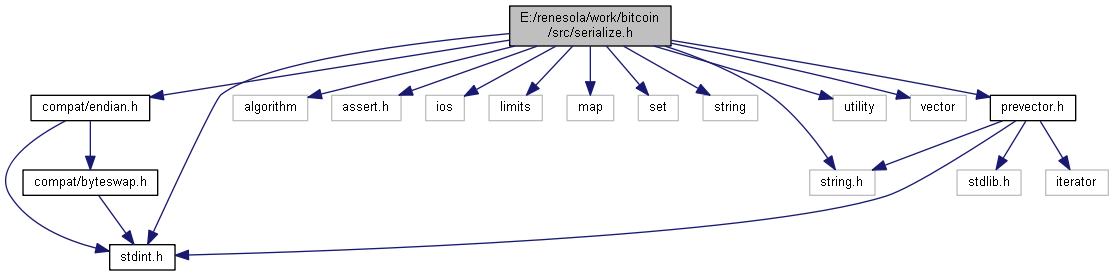 E:/renesola/work/bitcoin
/src/serialize.h
compat/endian.h
algorithm
assert.h
ios
limits
map
set
string
utility
vector
prevector.h
compat/byteswap.h
string.h
stdlib.h
iterator
stdint.h